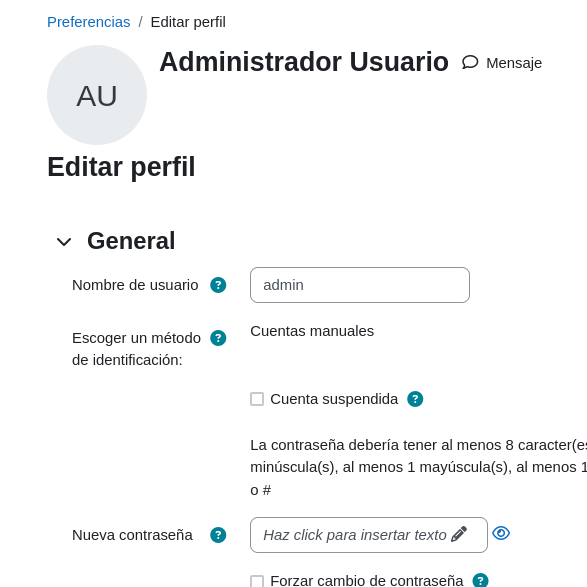 Preferencias / Editar perfil
AU
Administrador Usuario Mensaje
Editar perfil
General
Nombre de usuario ? admin
Escoger un método ? Cuentas manuales
de identificación:
Cuenta suspendida ?
La contraseña debería tener al menos 8
minúscula(s), al menos 1 mayúscula(s), al menos 1
o #
Nueva contraseña ? Haz click para insertar texto
Forzar cambio de contraseña ?